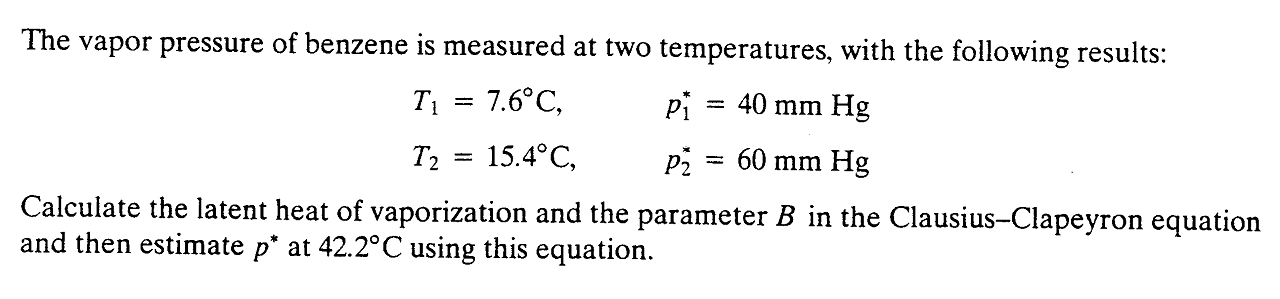 The vapor pressure of benzene is measured at two temperatures, with the following results:
T₁ = 7.6°C, p₁* = 40 mm Hg
T₂ = 15.4°C, p₂* = 60 mm Hg
Calculate the latent heat of vaporization and the parameter B in the Clausius–Clapeyron equation
and then estimate p* at 42.2°C using this equation.